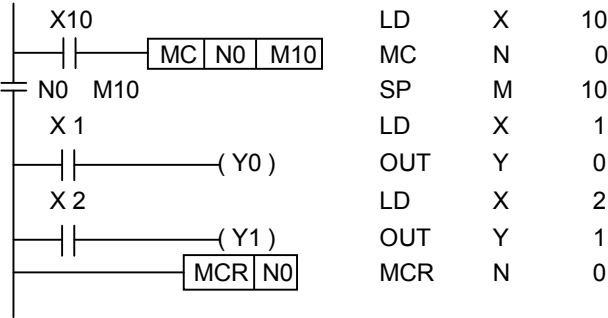 X10 LD X 10
MC N0 M10 MC N 0
N0 M10 SP M 10
X 1 LD X 1
( Y0 ) OUT Y 0
X 2 LD X 2
( Y1 ) OUT Y 1
MCR N0 MCR N 0